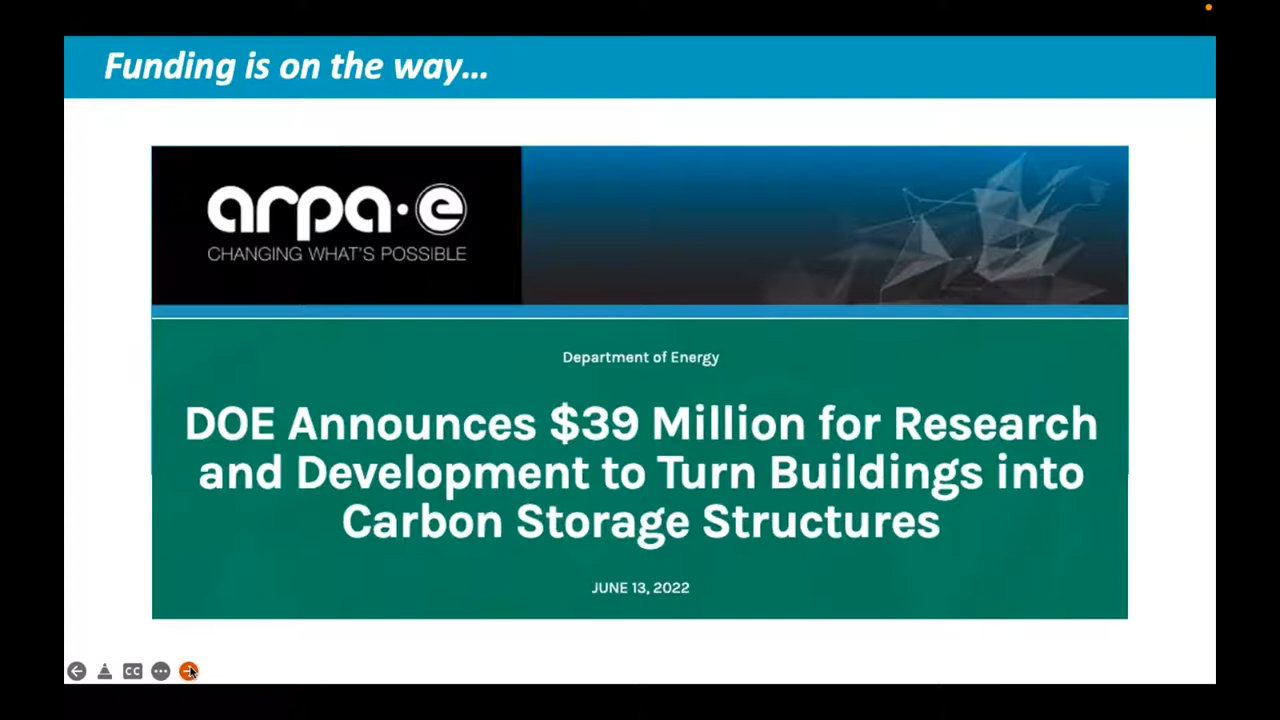 Funding is on the way...
arpa·e
CHANGING WHAT'S POSSIBLE
Department of Energy
DOE Announces $39 Million for Research
and Development to Turn Buildings into
Carbon Storage Structures
JUNE 13, 2022
CC